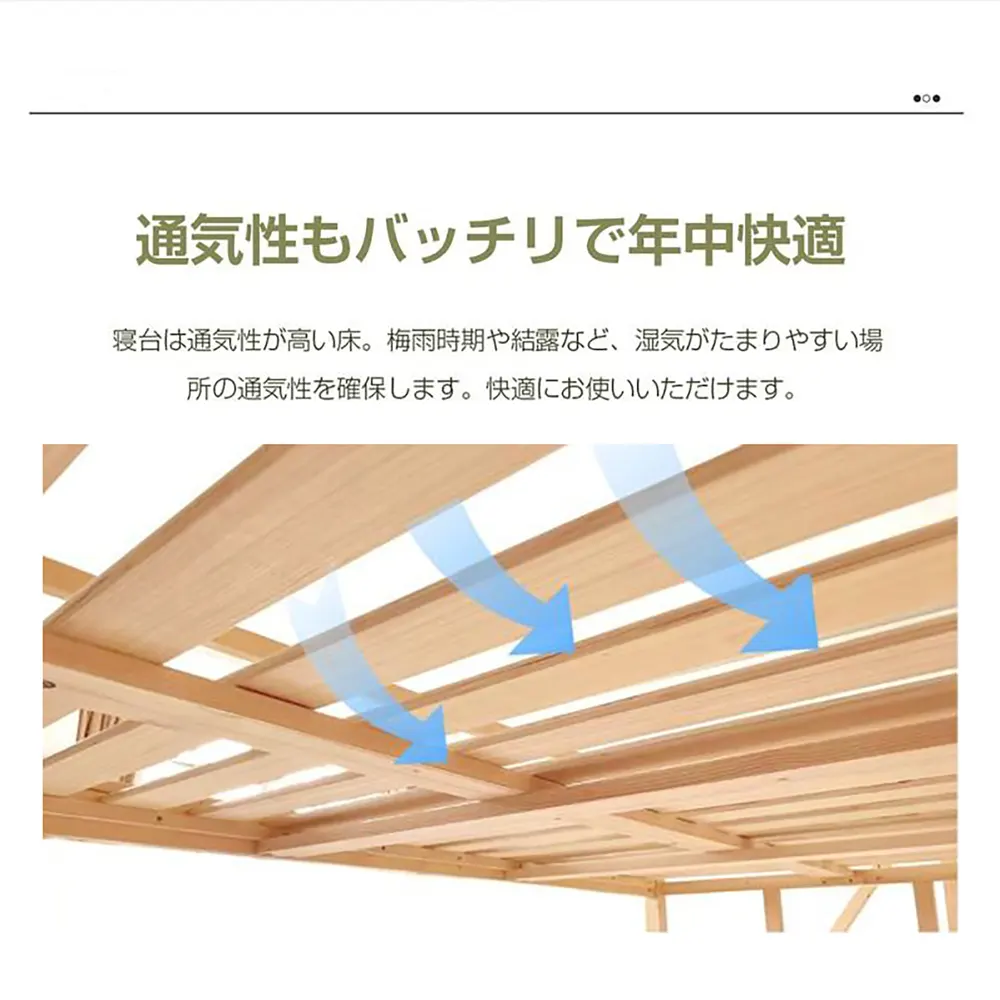 通気性もバッチリで年中快適
寝台は通気性が高い床。梅雨時期や結露など、湿気がたまりやすい場
所の通気性を確保します。快適にお使いいただけます。